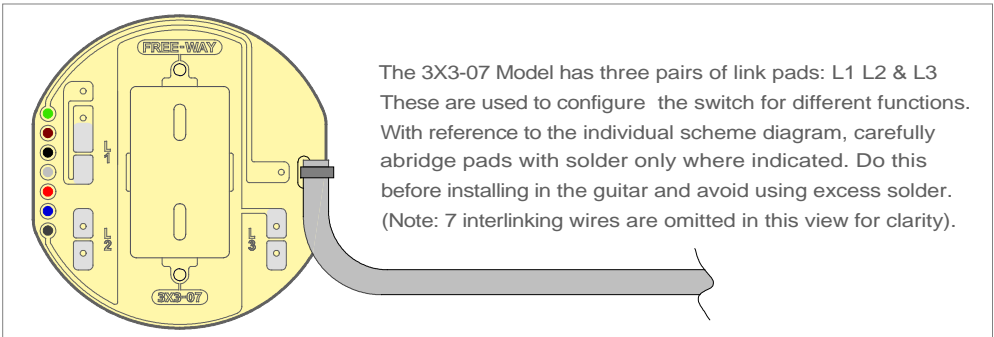 FREE-WAY
The 3X3-07 Model has three pairs of link pads: L1 L2 & L3
These are used to configure the switch for different functions.
With reference to the individual scheme diagram, carefully
abridge pads with solder only where indicated. Do this
before installing in the guitar and avoid using excess solder.
(Note: 7 interlinking wires are omitted in this view for clarity).
L1
L2
L3
3X3-07